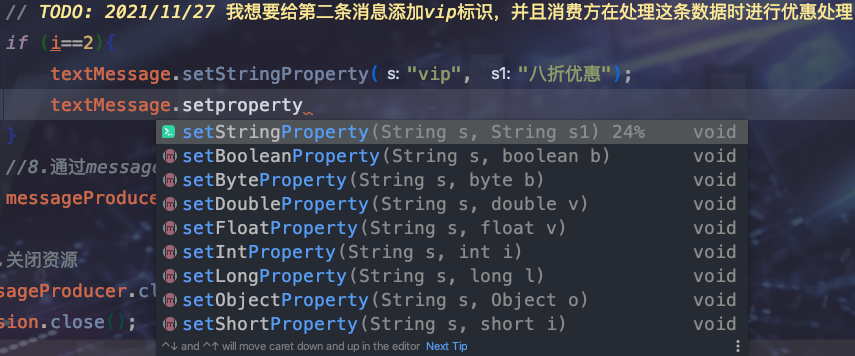 // TODO: 2021/11/27 我想要给第二条消息添加vip标识，并且消费方在处理这条数据时进行优惠处理
if (i==2){
textMessage.setStringProperty( s: "vip", s1: "八折优惠");
textMessage.setproperty
setStringProperty(String s, String s1) 24% void
}
setBooleanProperty(String s, boolean b) void
//8.通过message
setByteProperty(String s, byte b) void
messageProduce
setDoubleProperty(String s, double v) void
setFloatProperty(String s, float v) void
setIntProperty(String s, int i) void
.关闭资源
setLongProperty(String s, long l) void
sageProducer.cl
setObjectProperty(String s, Object o) void
sion.close();
setShortProperty(String s, short i) void
^↓ and ^↑ will move caret down and up in the editor Next Tip